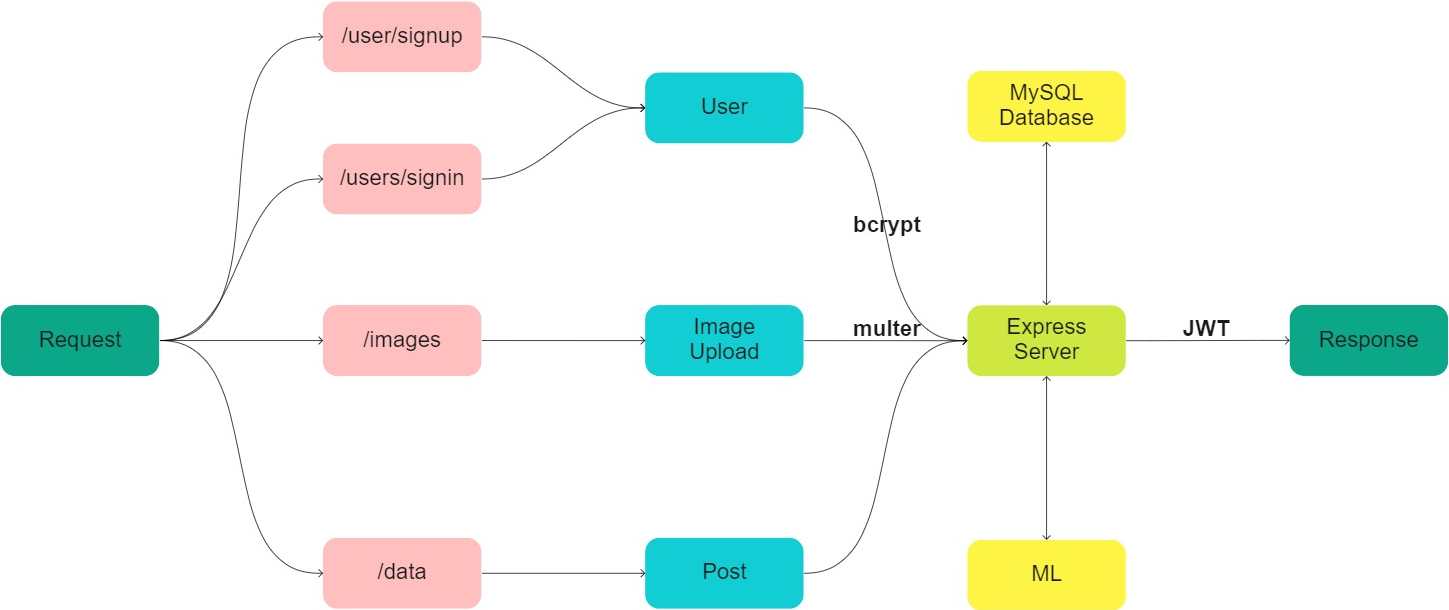 /user/signup
User
MySQL
Database
/users/signin
bcrypt
Request
/images
Image
Upload
multer
Express
Server
JWT
Response
/data
Post
ML